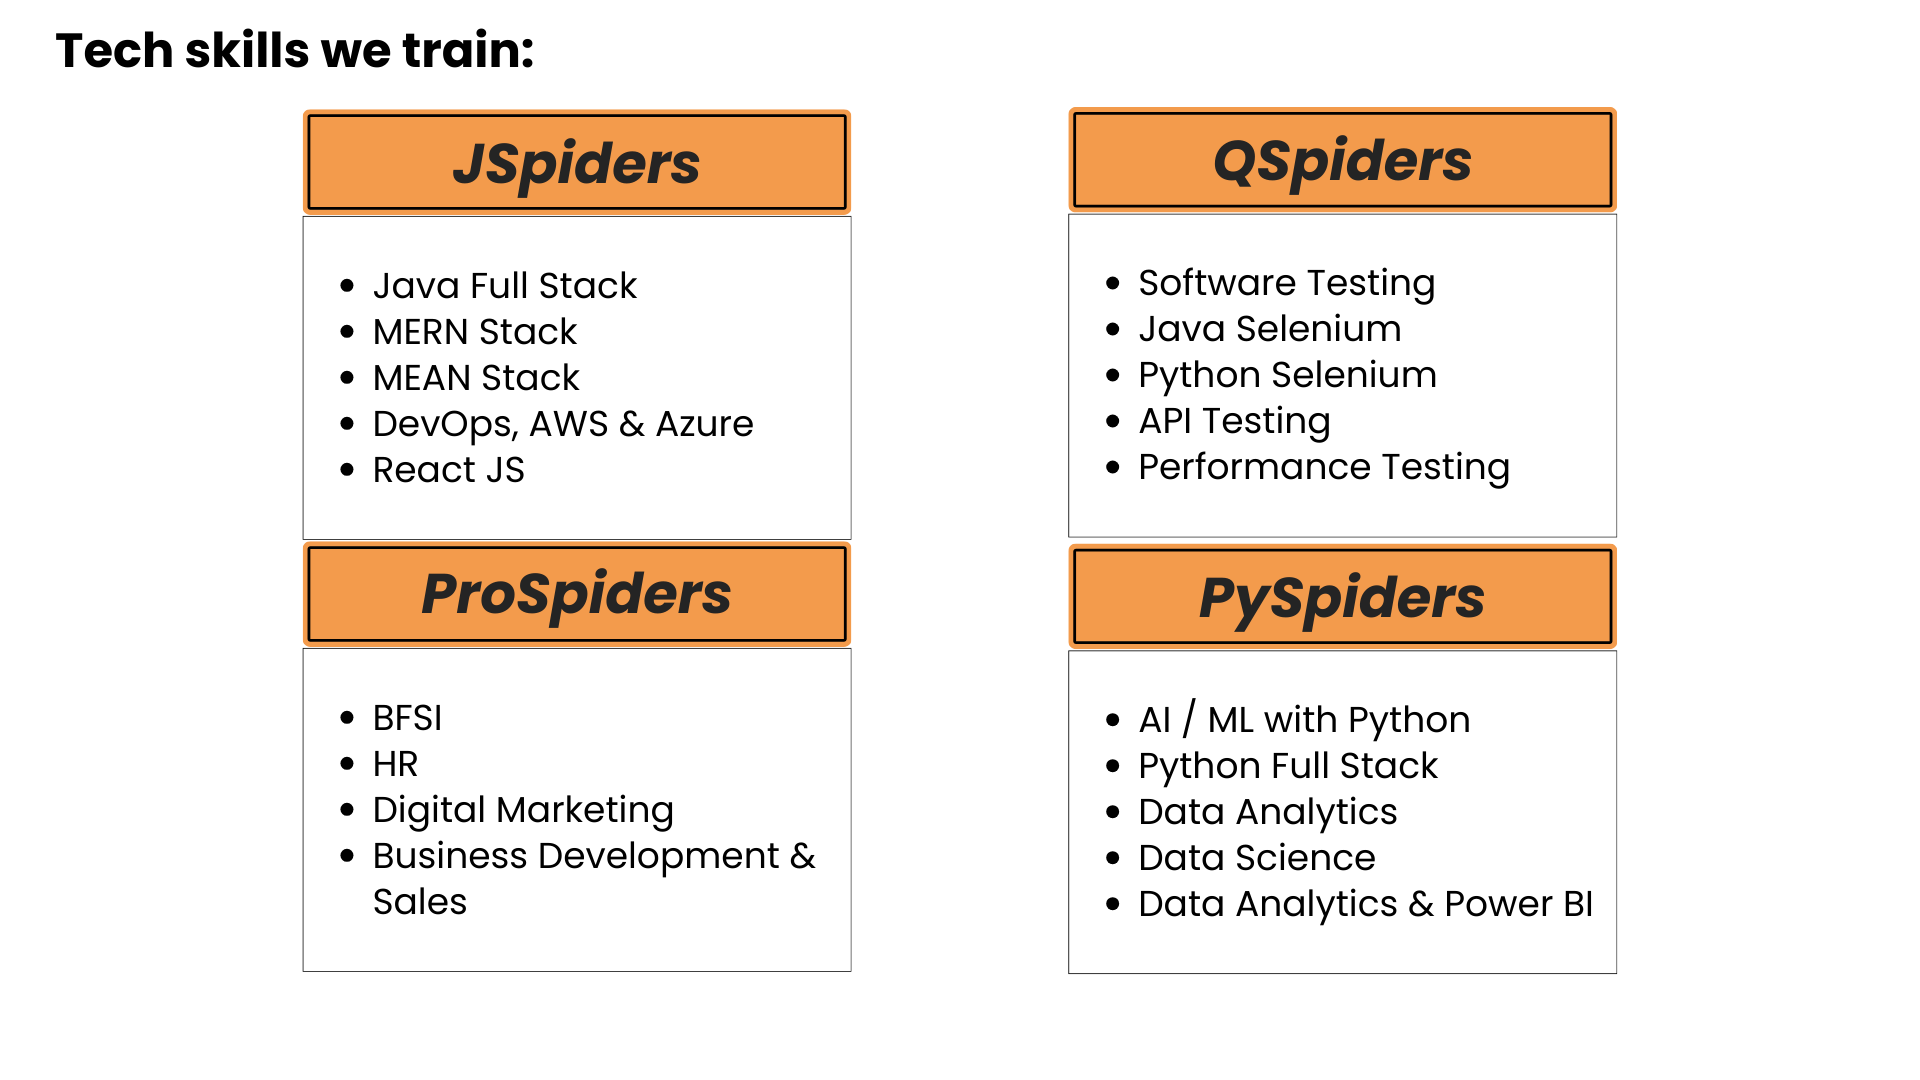 Tech skills we train:
JSpiders
Java Full Stack
MERN Stack
MEAN Stack
DevOps, AWS & Azure
React JS
QSpiders
Software Testing
Java Selenium
Python Selenium
API Testing
Performance Testing
ProSpiders
BFSI
HR
Digital Marketing
Business Development &
Sales
PySpiders
AI / ML with Python
Python Full Stack
Data Analytics
Data Science
Data Analytics & Power BI